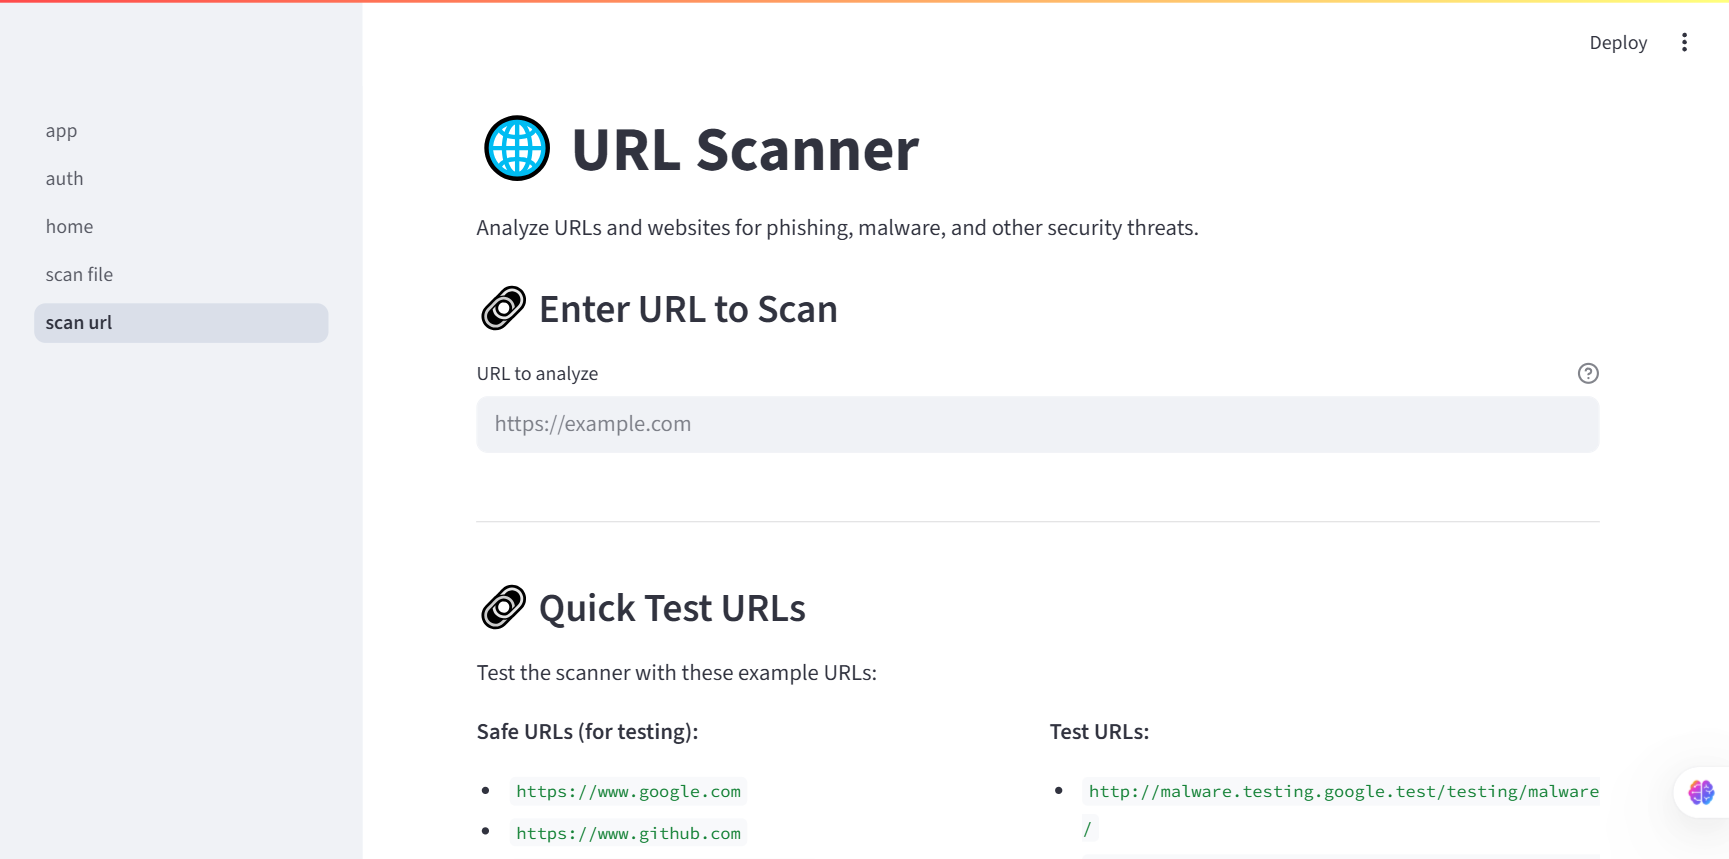 Deploy
app
auth
home
scan file
scan url
URL Scanner
Analyze URLs and websites for phishing, malware, and other security threats.
Enter URL to Scan
URL to analyze
https://example.com
Quick Test URLs
Test the scanner with these example URLs:
Safe URLs (for testing):
https://www.google.com
https://www.github.com
Test URLs:
http://malware.testing.google.test/testing/malware
/